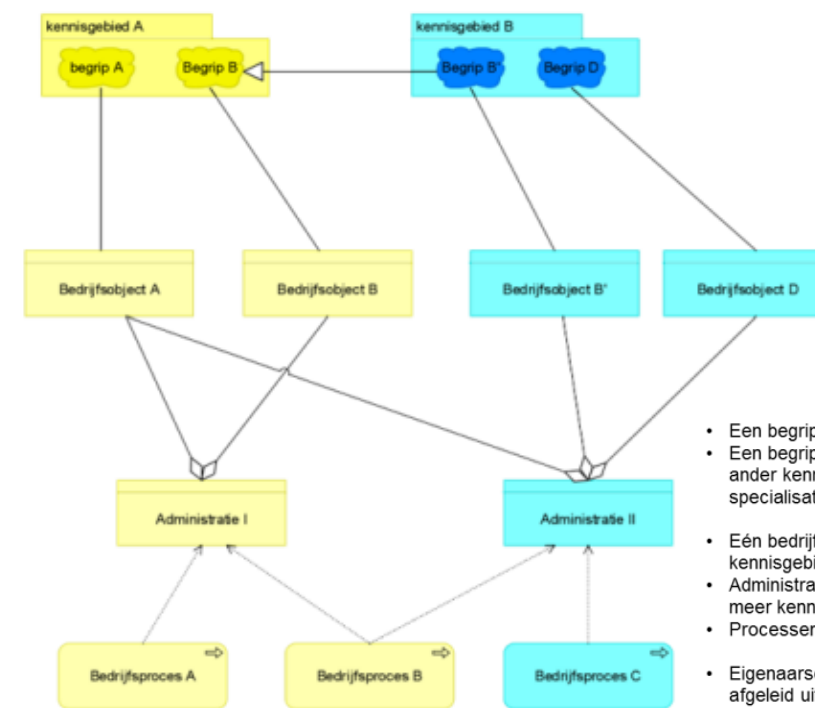 kennisgebied A
kennisgebied B
begrip A
Begrip B
Begrip B'
Begrip D
Bedrijfsobject A
Bedrijfsobject B
Bedrijfsobject B'
Bedrijfsobject D
Administratie I
Administratie II
Bedrijfsproces A
Bedrijfsproces B
Bedrijfsproces C
• Een begrip
• Een begrip
ander kenn
specialisat
• Eén bedrijf
kennisgebi
• Administra
meer kenn
• Processen
• Eigenaars
afgeleid ui